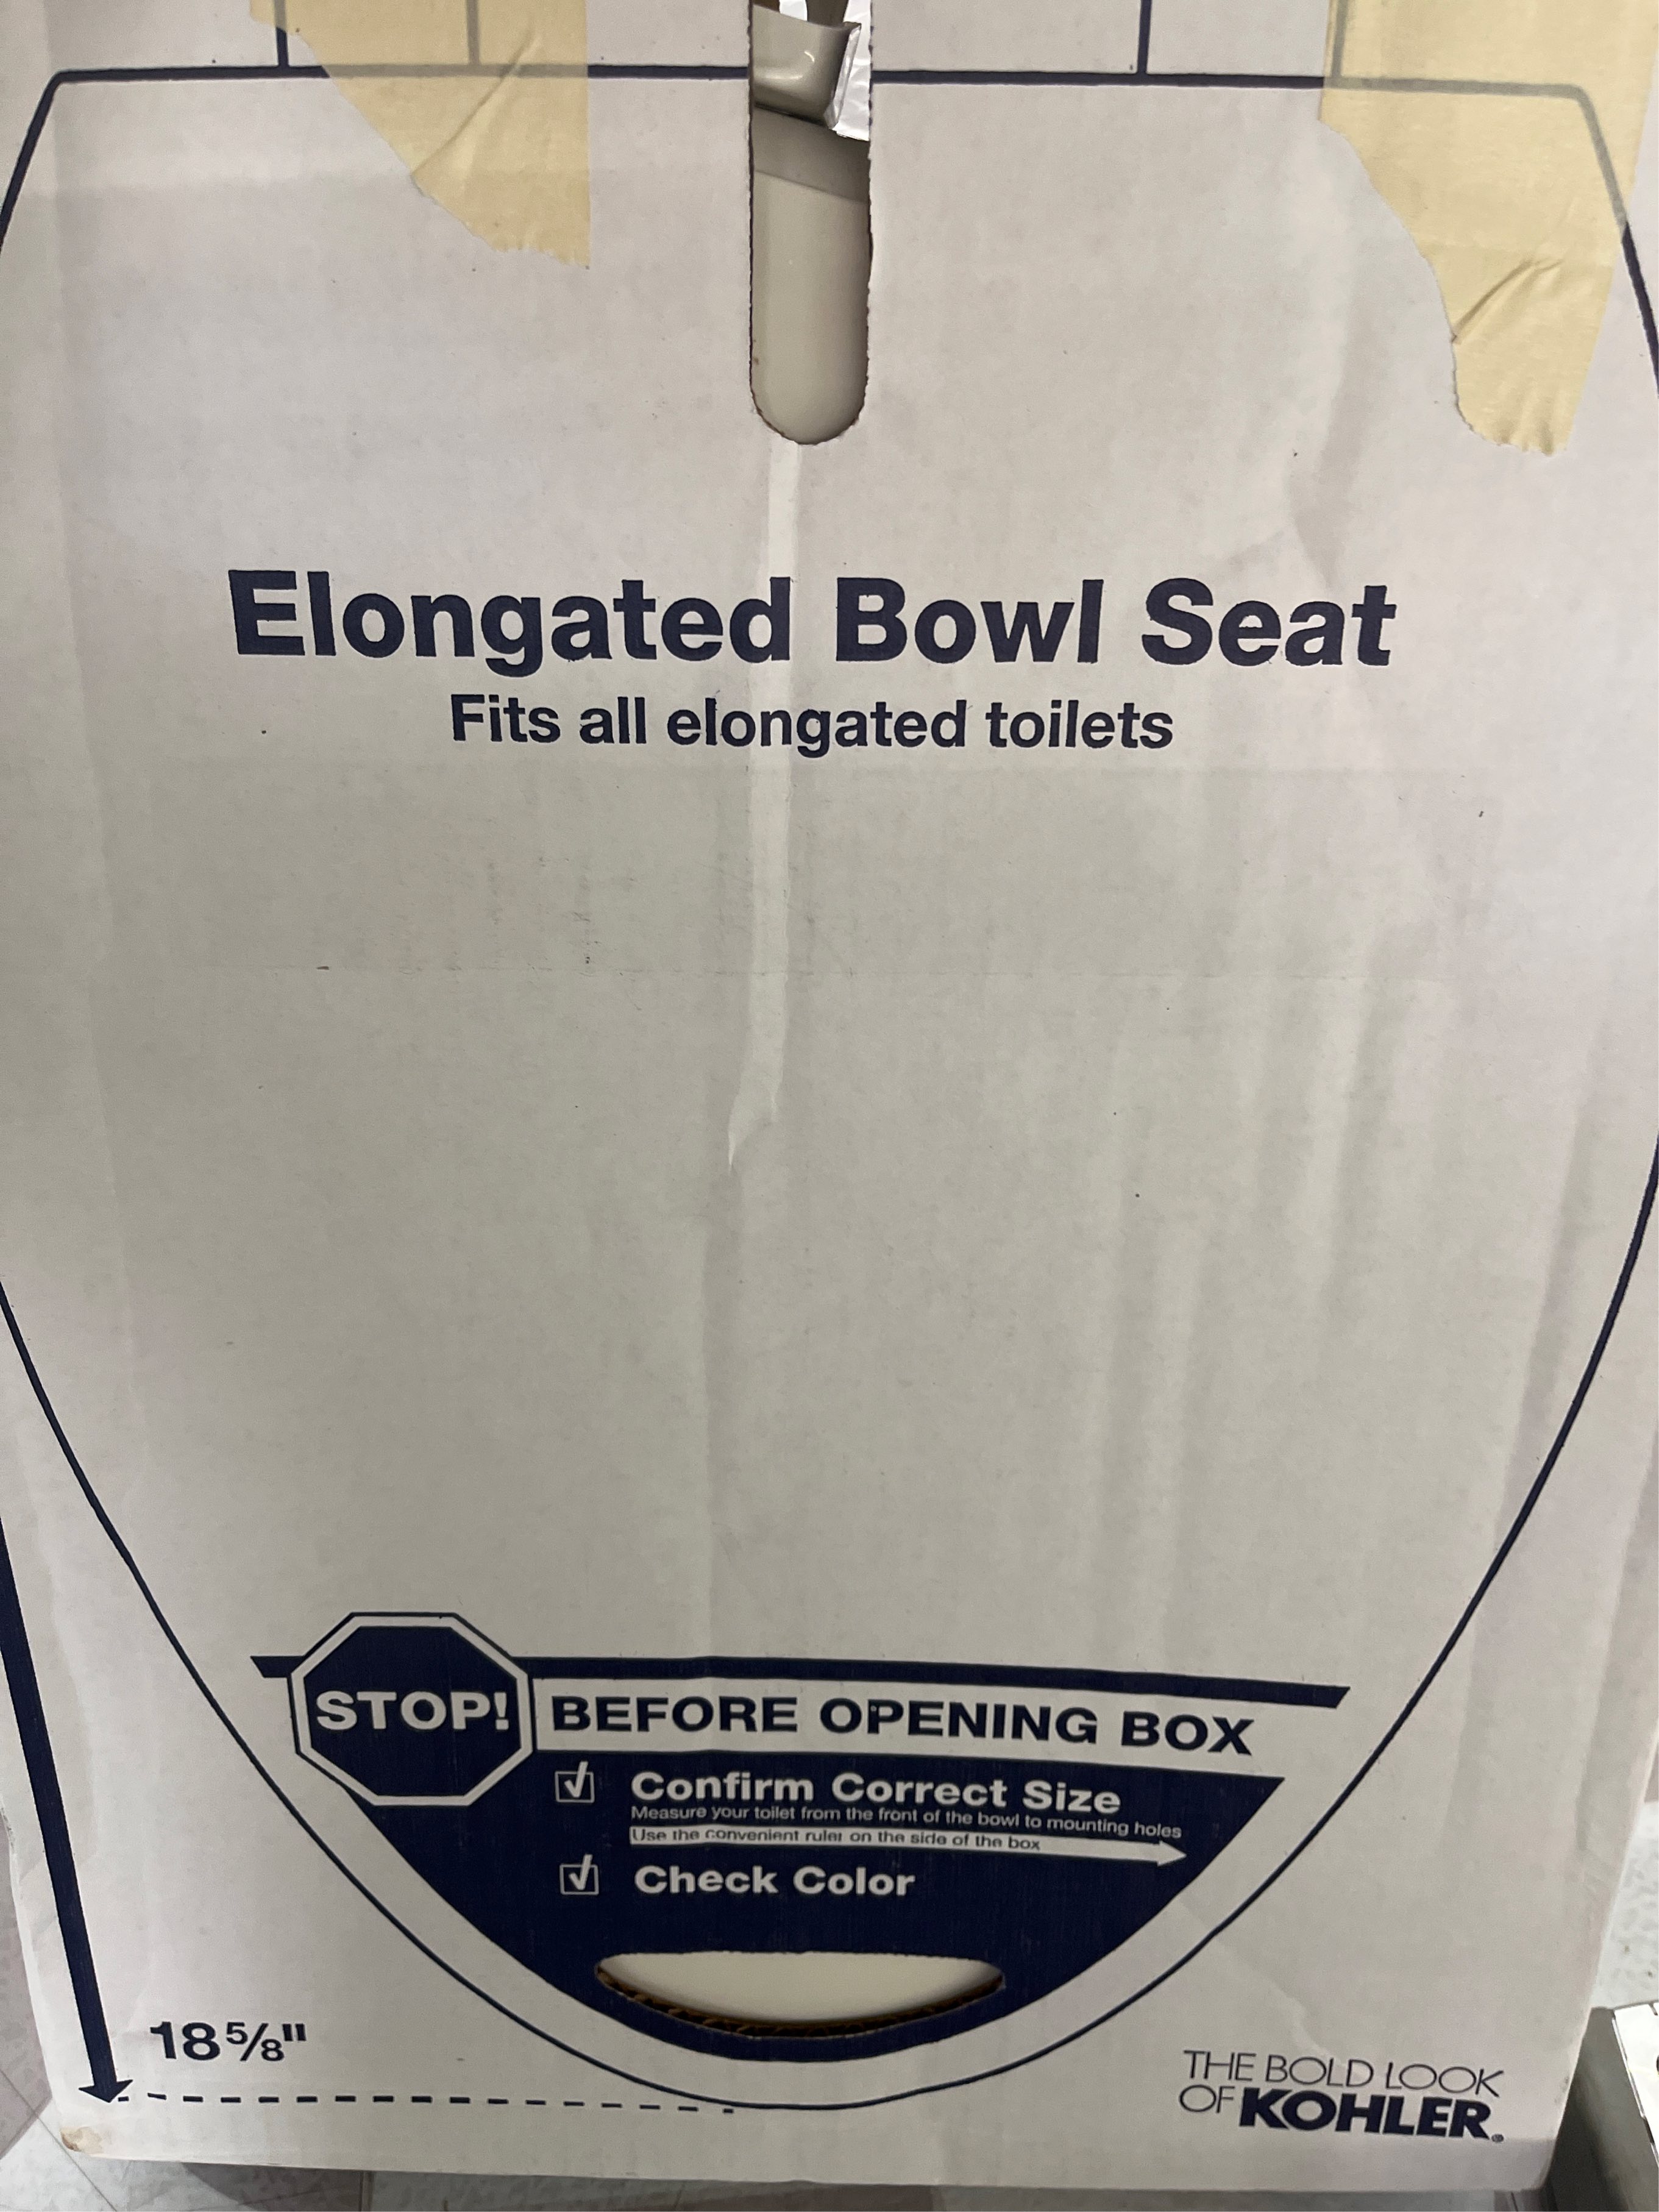 Elongated Bowl Seat
Fits all elongated toilets
STOP! BEFORE OPENING BOX
Confirm Correct Size
Measure your toilet from the front of the bowl to mounting holes
Use the convenient ruler on the side of the box
Check Color
18 5/8"
THE BOLD LOOK
OF KOHLER®